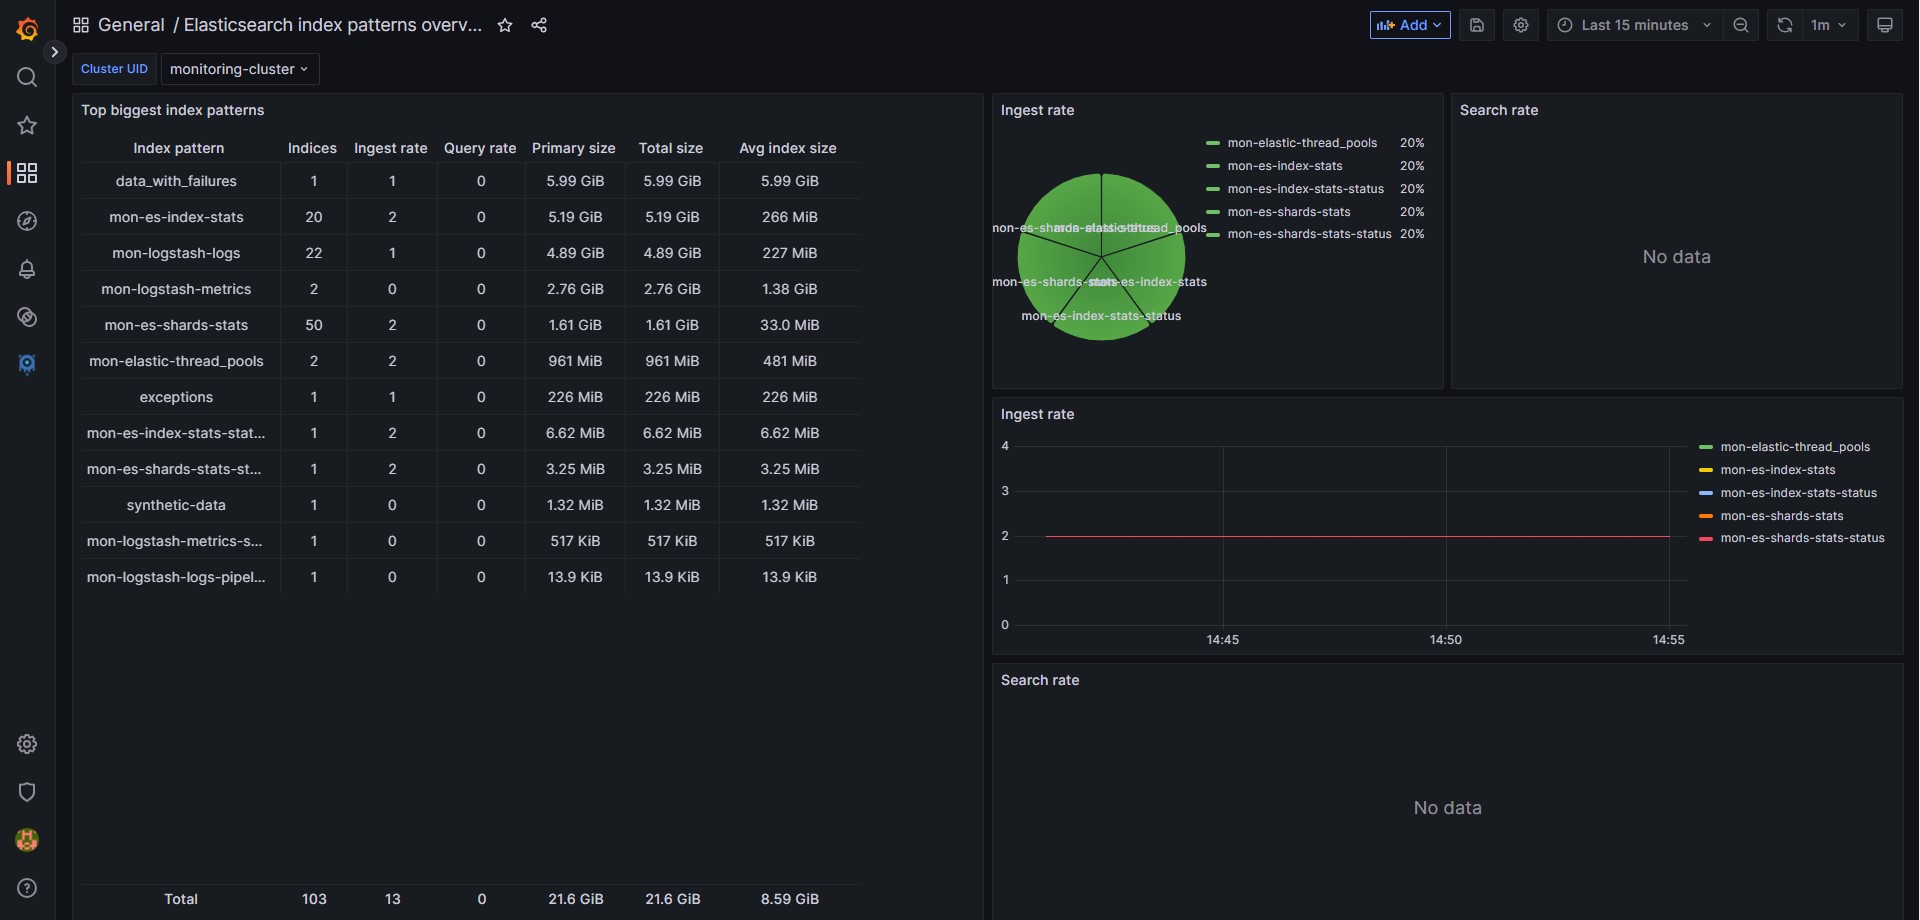 General / Elasticsearch index patterns overv...
Add
Last 15 minutes
1m
Cluster UID
monitoring-cluster
Top biggest index patterns
Index pattern Indices Ingest rate Query rate Primary size Total size Avg index size
data_with_failures 1 1 0 5.99 GiB 5.99 GiB 5.99 GiB
mon-es-index-stats 20 2 0 5.19 GiB 5.19 GiB 266 MiB
mon-logstash-logs 22 1 0 4.89 GiB 4.89 GiB 227 MiB
mon-logstash-metrics 2 0 0 2.76 GiB 2.76 GiB 1.38 GiB
mon-es-shards-stats 50 2 0 1.61 GiB 1.61 GiB 33.0 MiB
mon-elastic-thread_pools 2 2 0 961 MiB 961 MiB 481 MiB
exceptions 1 1 0 226 MiB 226 MiB 226 MiB
mon-es-index-stats-stat... 1 2 0 6.62 MiB 6.62 MiB 6.62 MiB
mon-es-shards-stats-st... 1 2 0 3.25 MiB 3.25 MiB 3.25 MiB
synthetic-data 1 0 0 1.32 MiB 1.32 MiB 1.32 MiB
mon-logstash-metrics-s... 1 0 0 517 KiB 517 KiB 517 KiB
mon-logstash-logs-pipel... 1 0 0 13.9 KiB 13.9 KiB 13.9 KiB
Total 103 13 0 21.6 GiB 21.6 GiB 8.59 GiB
Ingest rate
mon-elastic-thread_pools 20%
mon-es-index-stats 20%
mon-es-index-stats-status 20%
mon-es-shards-stats 20%
mon-es-shards-stats-status 20%
mon-es-shards-stats-status
mon-elastic-thread_pools
mon-es-shards-stats
mon-es-index-stats
mon-es-index-stats-status
Search rate
No data
Ingest rate
4
3
2
1
0
14:45 14:50 14:55
mon-elastic-thread_pools
mon-es-index-stats
mon-es-index-stats-status
mon-es-shards-stats
mon-es-shards-stats-status
Search rate
No data